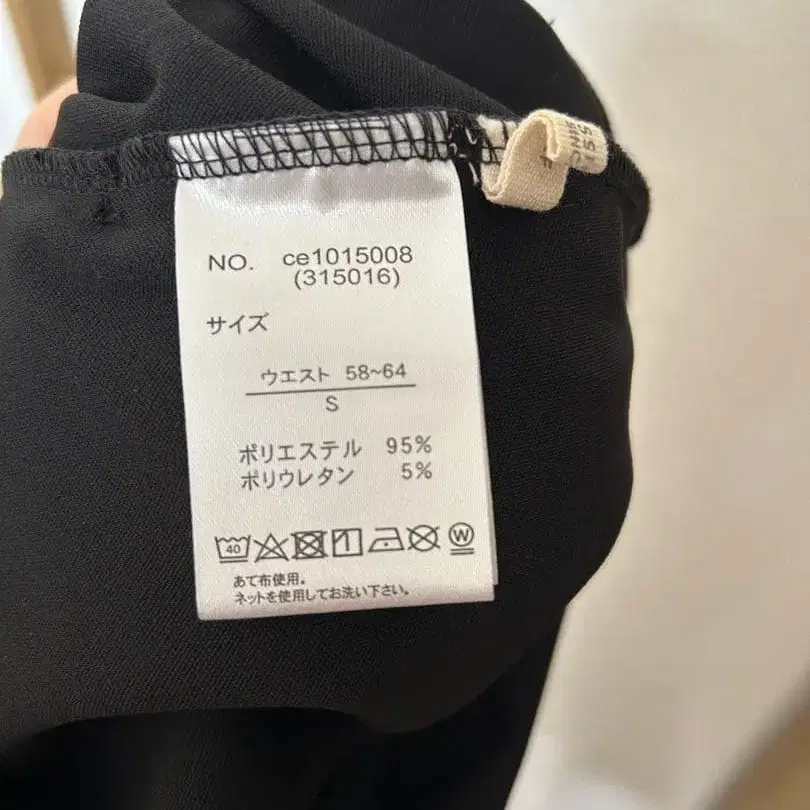 NO. ce1015008
(315016)
サイズ
ウエスト 58~64
S
ポリエステル 95%
ポリウレタン 5%
40
W
あて布使用。
ネットを使用してお洗い下さい。